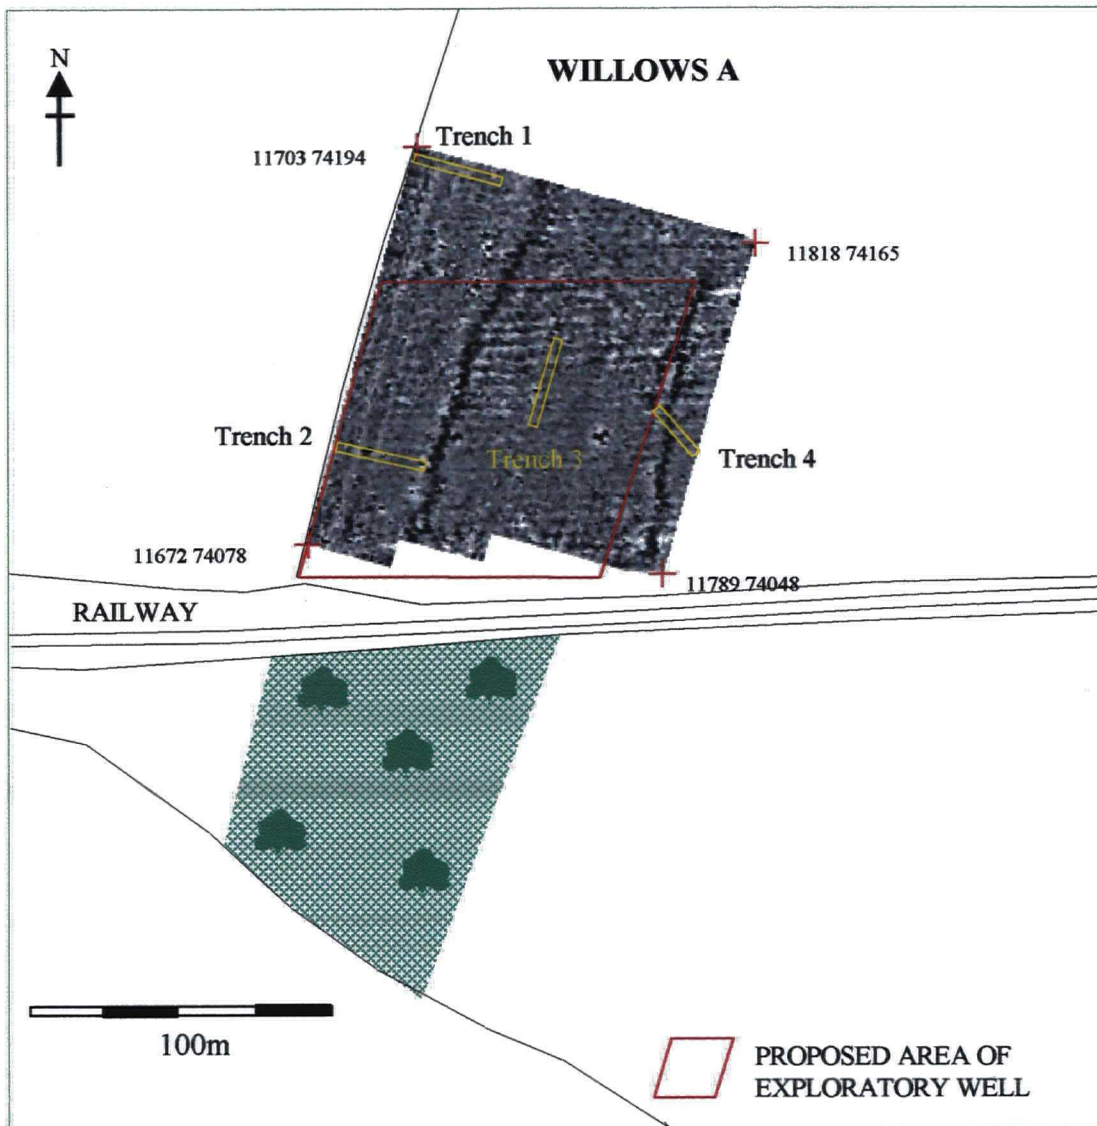 N
WILLOWS A
Trench 1
11703 74194
11818 74165
Trench 2
Trench 3
Trench 4
11672 74078
11789 74048
RAILWAY
100m
PROPOSED AREA OF
EXPLORATORY WELL